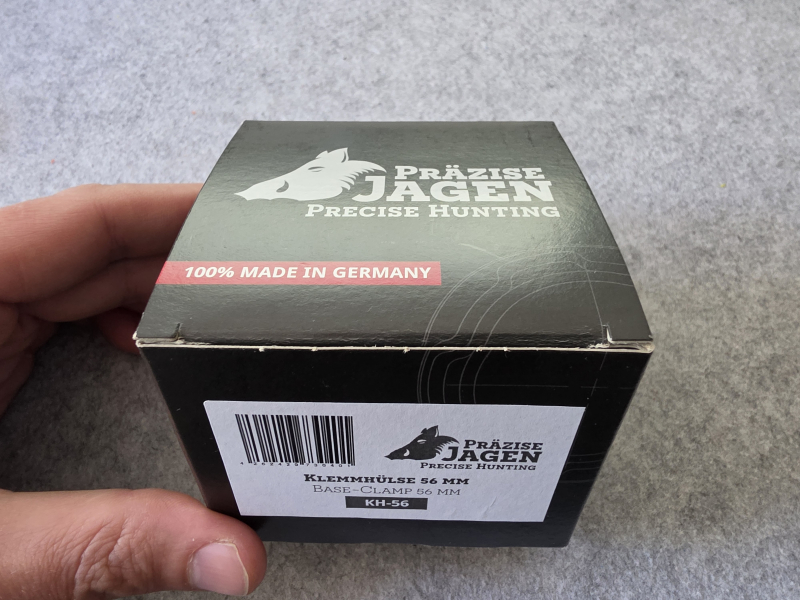 PRÄZISE
JAGEN
PRECISE HUNTING
100% MADE IN GERMANY
PRÄZISE
JAGEN
PRECISE HUNTING
KLEMMHÜLSE 56 MM
BASE-CLAMP 56 MM
KH-56